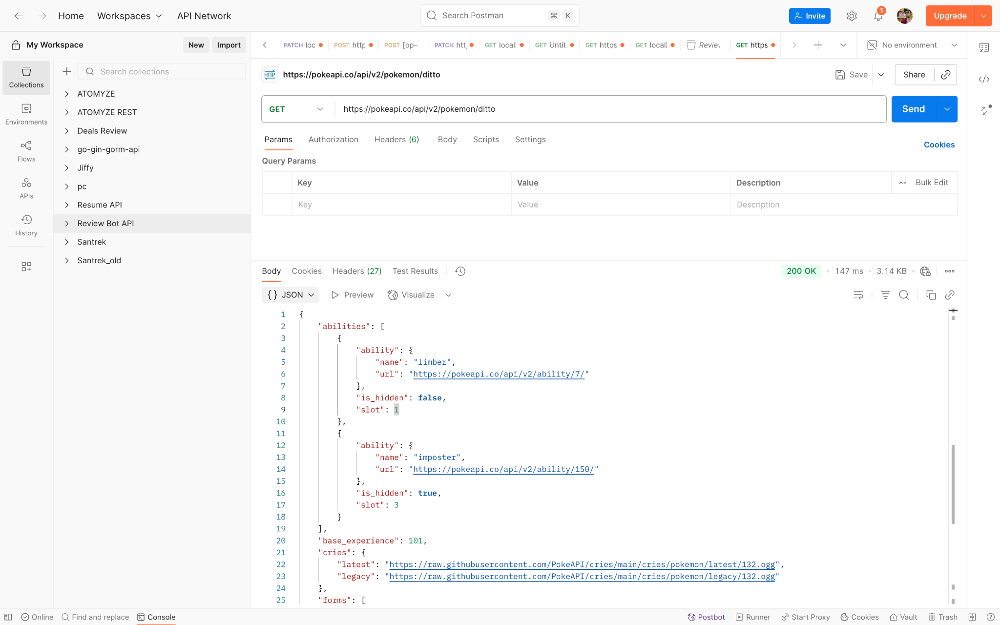 Home Workspaces API Network
Search Postman ⌘ K
Invite 1 Upgrade
My Workspace New Import
PATCH loc POST http POST [op- PATCH htt GET locall GET Untit GET https GET locall Review GET https
No environment
Search collections
Collections
Environments
Flows
APIs
History
ATOMYZE
ATOMYZE REST
Deals Review
go-gin-gorm-api
Jiffy
pc
Resume API
Review Bot API
Santrek
Santrek_old
HTTP https://pokeapi.co/api/v2/pokemon/ditto
Save Share
GET https://pokeapi.co/api/v2/pokemon/ditto Send
Params Authorization Headers (6) Body Scripts Settings Cookies
Query Params
Key Value Description Bulk Edit
Key Value Description
Body Cookies Headers (27) Test Results 200 OK 147 ms 3.14 KB
{} JSON Preview Visualize
1 {
2 "abilities": [
3 {
4 "ability": {
5 "name": "limber",
6 "url": "https://pokeapi.co/api/v2/ability/7/"
7 },
8 "is_hidden": false,
9 "slot": 1
10 },
11 {
12 "ability": {
13 "name": "imposter",
14 "url": "https://pokeapi.co/api/v2/ability/150/"
15 },
16 "is_hidden": true,
17 "slot": 3
18 }
19 ],
20 "base_experience": 101,
21 "cries": {
22 "latest": "https://raw.githubusercontent.com/PokeAPI/cries/main/cries/pokemon/latest/132.ogg",
23 "legacy": "https://raw.githubusercontent.com/PokeAPI/cries/main/cries/pokemon/legacy/132.ogg"
24 },
25 "forms": [
Online Find and replace Console
Postbot Runner Start Proxy Cookies Vault Trash